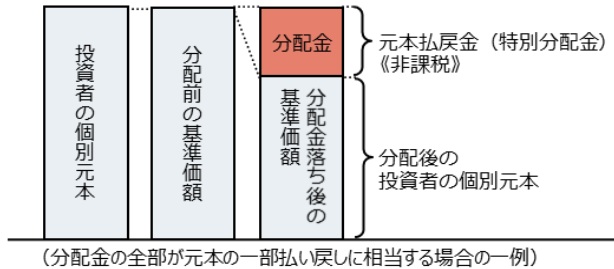 投資者の個別元本
分配前の基準価額
分配金
分配金落ち後の
基準価額
元本払戻金（特別分配金）
《非課税》
分配後の
投資者の個別元本
（分配金の全部が元本の一部払い戻しに相当する場合の一例）